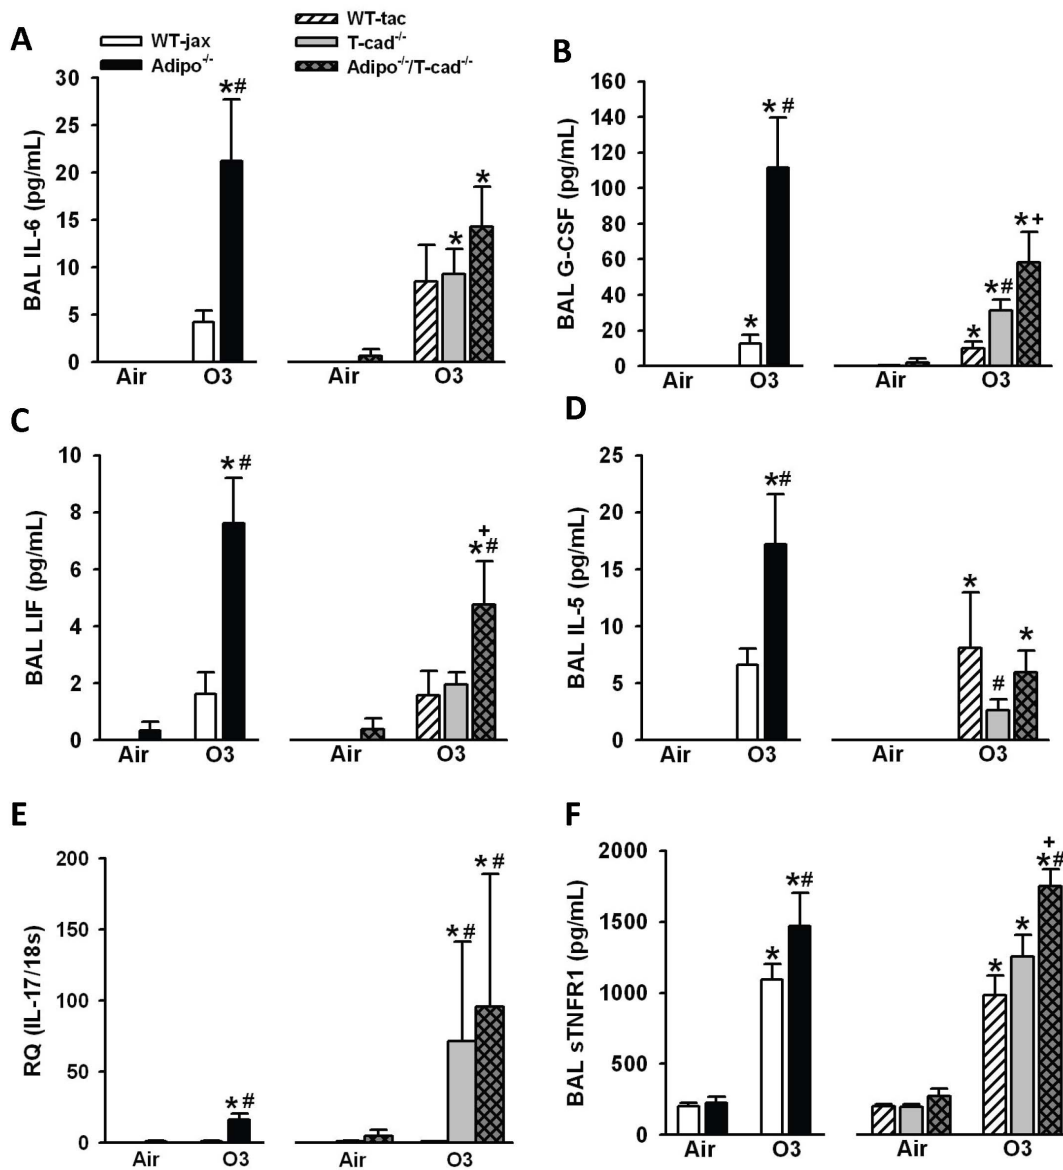 A
WT-jax
Adipo-/-
WT-tac
T-cad-/-
Adipo-/-/T-cad-/-
BAL IL-6 (pg/mL)
30
25
20
15
10
5
0
*#
*
*
Air
O3
Air
O3
B
BAL G-CSF (pg/mL)
160
140
120
100
80
60
40
20
0
*
* #
*
*#
*+
Air
O3
Air
O3
C
BAL LIF (pg/mL)
10
8
6
4
2
0
* #
+
*#
Air
O3
Air
O3
D
BAL IL-5 (pg/mL)
25
20
15
10
5
0
*#
*
#
*
Air
O3
Air
O3
E
RQ (IL-17/18s)
200
150
100
50
0
*#
*#
*#
Air
O3
Air
O3
F
BAL sTNFR1 (pg/mL)
2000
1500
1000
500
0
*
*#
*
*
+
*#
Air
O3
Air
O3